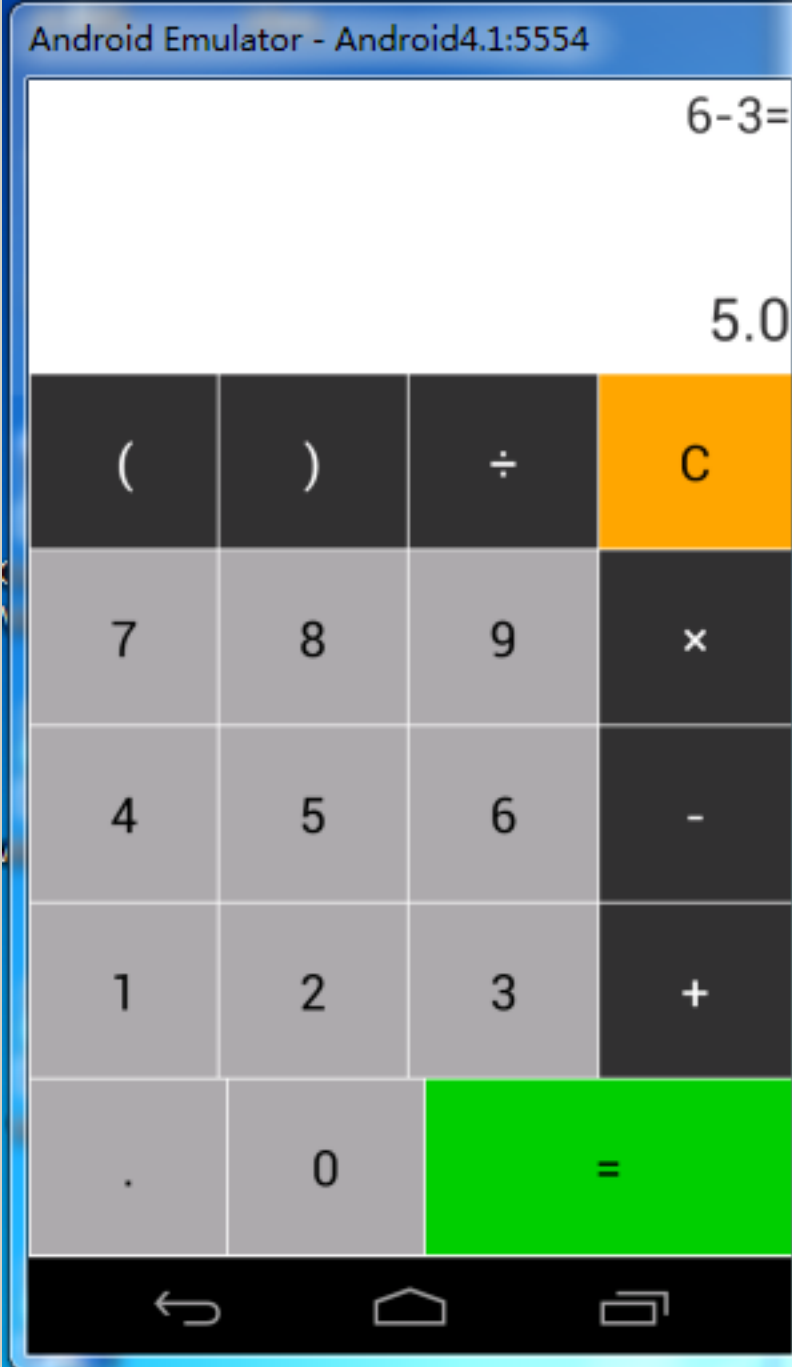 Android Emulator - Android4.1:5554
6-3=
5.0
( ) ÷ C
7 8 9 ×
4 5 6 -
1 2 3 +
. 0 =